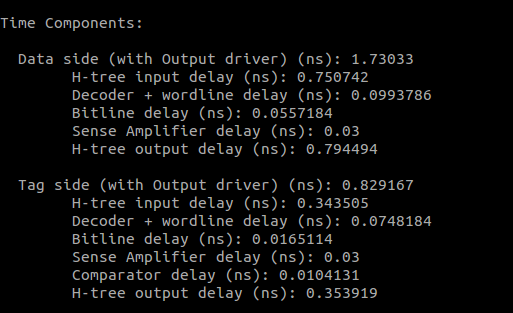 Time Components:
Data side (with Output driver) (ns): 1.73033
H-tree input delay (ns): 0.750742
Decoder + wordline delay (ns): 0.0993786
Bitline delay (ns): 0.0557184
Sense Amplifier delay (ns): 0.03
H-tree output delay (ns): 0.794494
Tag side (with Output driver) (ns): 0.829167
H-tree input delay (ns): 0.343505
Decoder + wordline delay (ns): 0.0748184
Bitline delay (ns): 0.0165114
Sense Amplifier delay (ns): 0.03
Comparator delay (ns): 0.0104131
H-tree output delay (ns): 0.353919